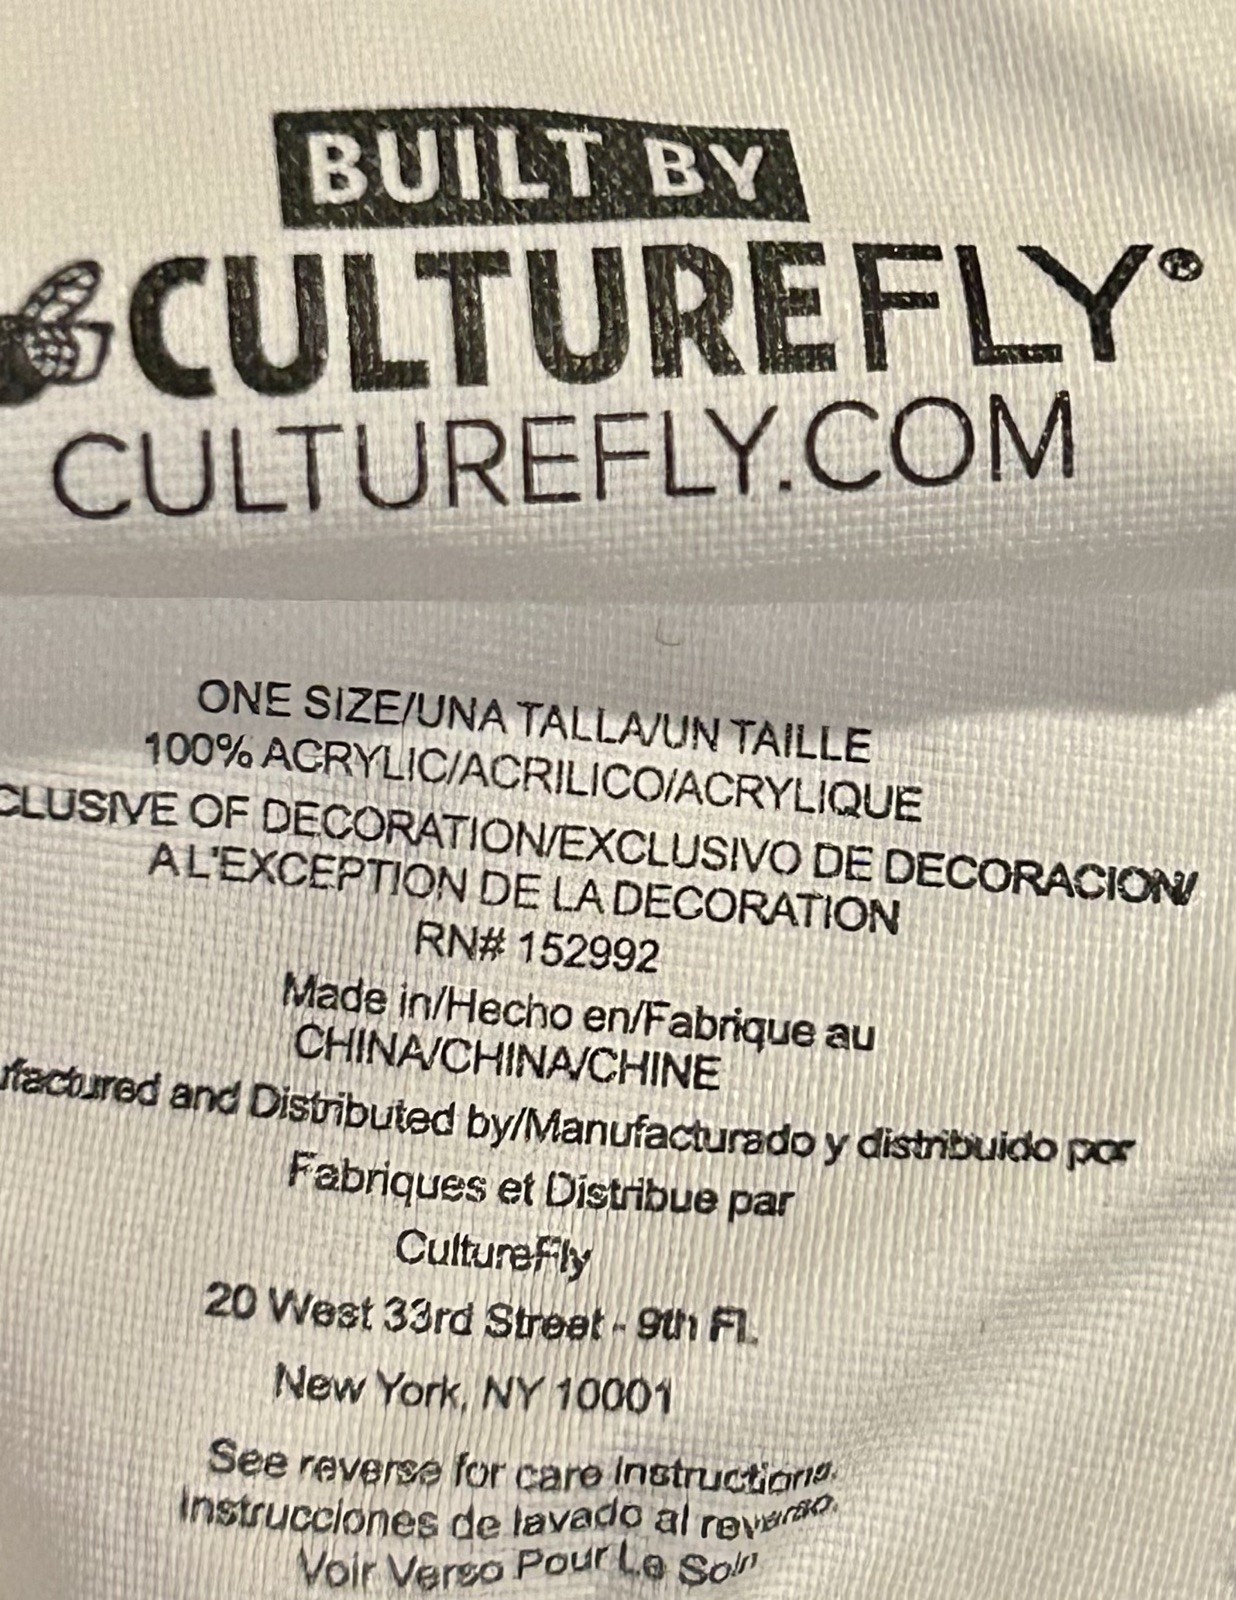 BUILT BY
CULTUREFLY®
CULTUREFLY.COM
ONE SIZE/UNA TALLA/UN TAILLE
100% ACRYLIC/ACRILICO/ACRYLIQUE
CLUSIVE OF DECORATION/EXCLUSIVO DE DECORACION/
A L'EXCEPTION DE LA DECORATION
RN# 152992
Made in/Hecho en/Fabrique au
CHINA/CHINA/CHINE
ufactured and Distributed by/Manufacturado y distribuido por
Fabriques et Distribue par
CultureFly
20 West 33rd Street - 9th Fl.
New York, NY 10001
See reverse for care instructions.
Instrucciones de lavado al reverso.
Voir Verso Pour Le Soin